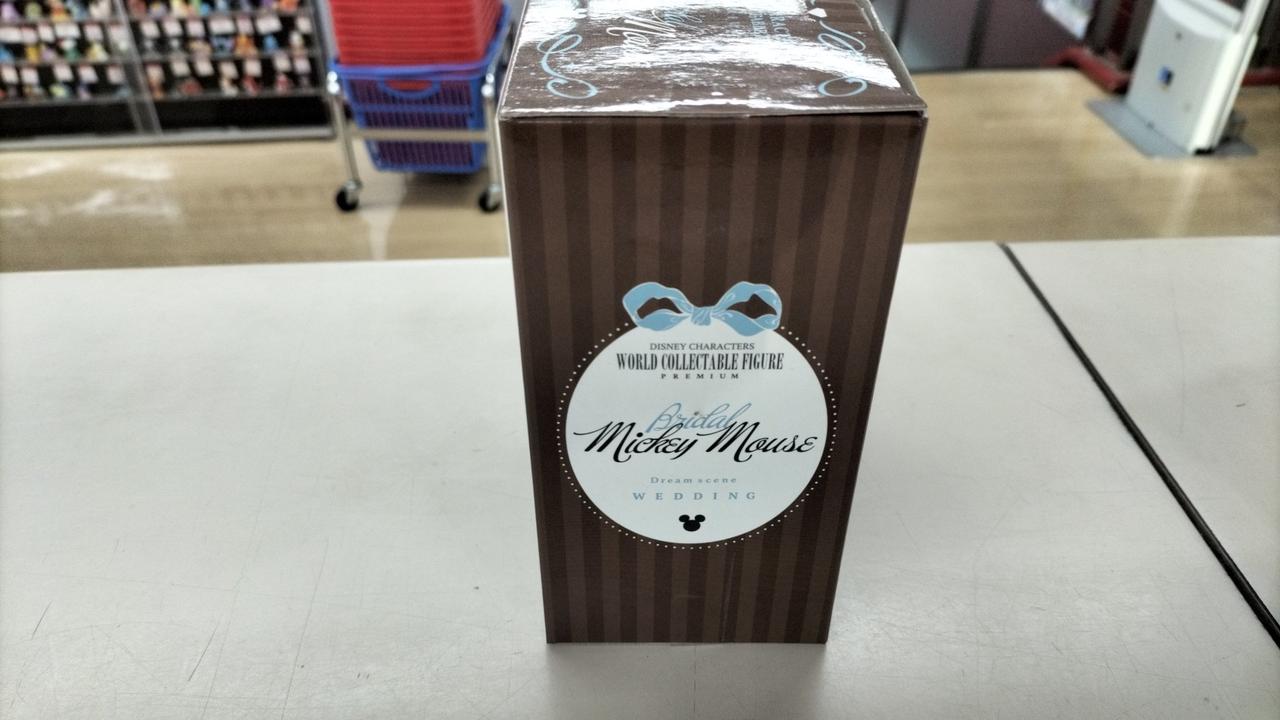 DISNEY CHARACTERS
WORLD COLLECTABLE FIGURE
PREMIUM
Bridal
Mickey Mouse
Dream scene
WEDDING